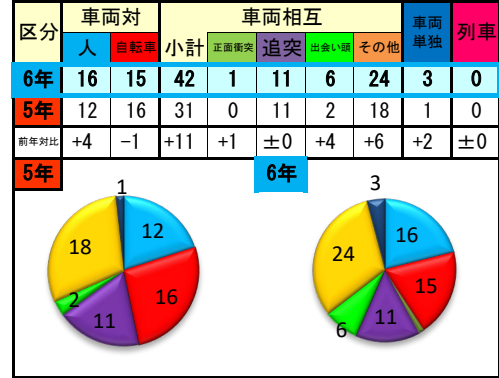 区分 車両対 車両相互 車両単独 列車
人 自転車 小計 正面衝突 追突 出会い頭 その他
6年 16 15 42 1 11 6 24 3 0
5年 12 16 31 0 11 2 18 1 0
前年対比 +4 -1 +11 +1 ±0 +4 +6 +2 ±0
5年 6年
1 3
12 16
18 24
16 15
2 6
11 11